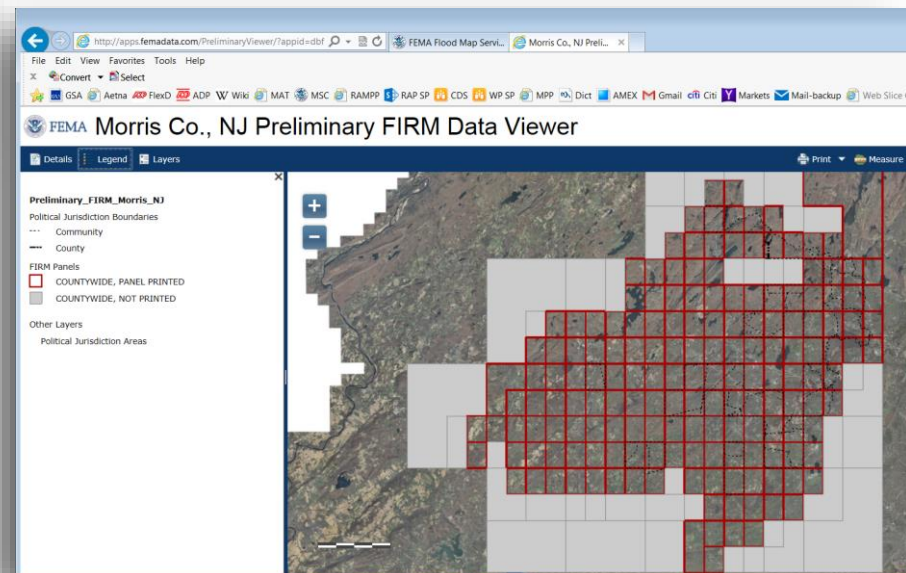 http://apps.femadata.com/PreliminaryViewer/?appid=dbf
FEMA Flood Map Servi...
Morris Co., NJ Preli... ×
File Edit View Favorites Tools Help
x Convert Select
GSA Aetna FlexD ADP Wiki MAT MSC RAMPP RAP SP CDS WP SP MPP Dict AMEX Gmail Citi Markets Mail-backup Web Slice
FEMA Morris Co., NJ Preliminary FIRM Data Viewer
Details Legend Layers Print Measure
Preliminary_FIRM_Morris_NJ
Political Jurisdiction Boundaries
Community
County
FIRM Panels
COUNTYWIDE, PANEL PRINTED
COUNTYWIDE, NOT PRINTED
Other Layers
Political Jurisdiction Areas